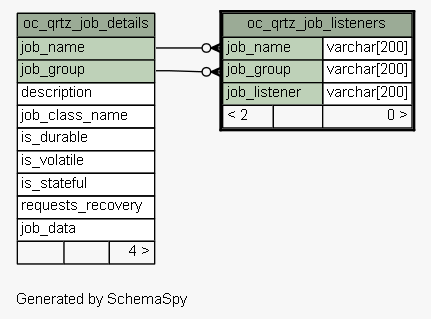 oc_qrtz_job_details
job_name
job_group
description
job_class_name
is_durable
is_volatile
is_stateful
requests_recovery
job_data
4 >
oc_qrtz_job_listeners
job_name varchar[200]
job_group varchar[200]
job_listener varchar[200]
< 2 0 >
Generated by SchemaSpy